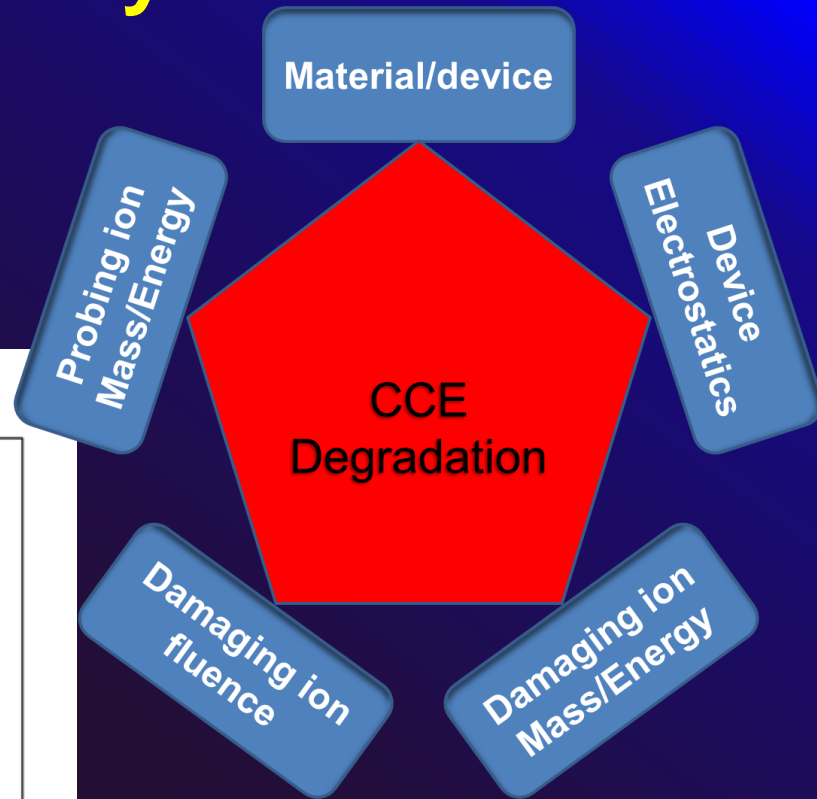 Material/device
Probing ion
Mass/Energy
Device
Electrostatics
CCE
Degradation
Damaging ion
fluence
Damaging ion
Mass/Energy